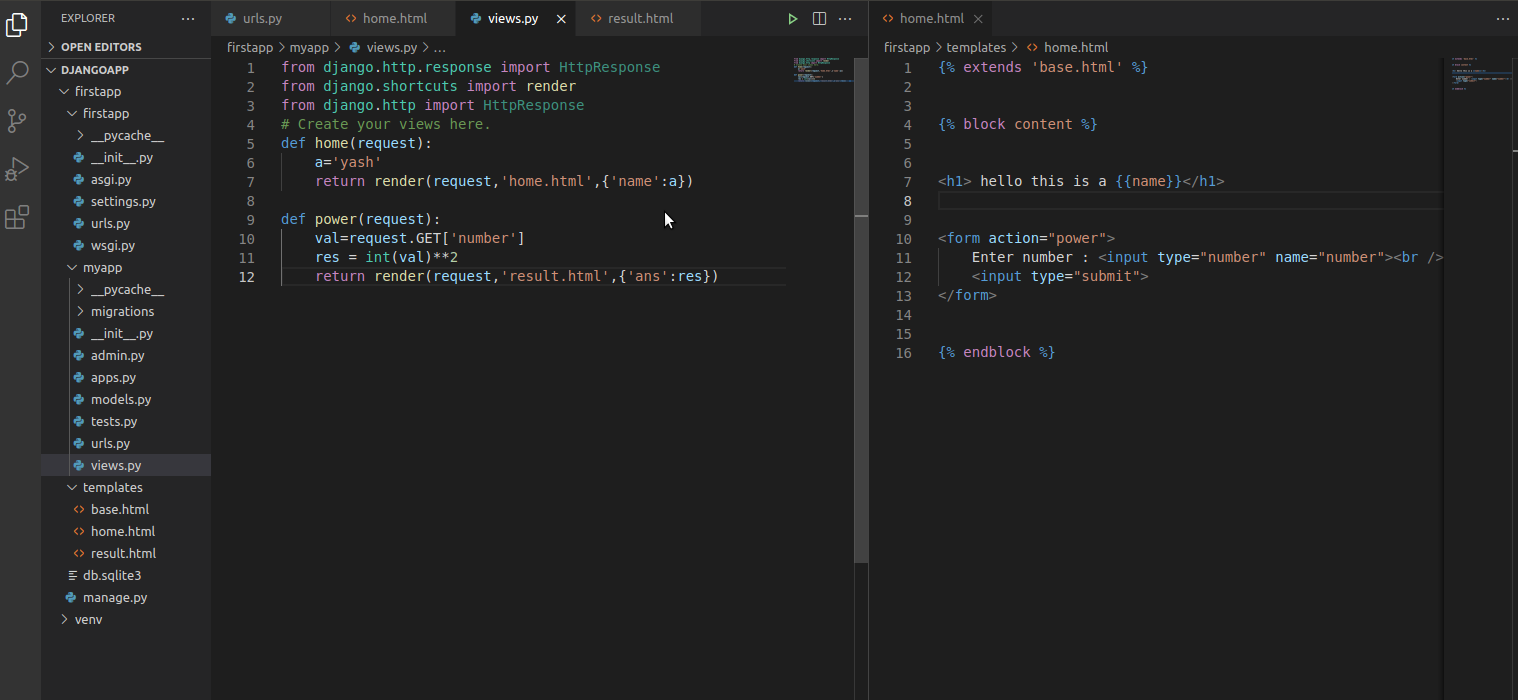 EXPLORER
OPEN EDITORS
DJANGOAPP
firstapp
firstapp
__pycache__
__init__.py
asgi.py
settings.py
urls.py
wsgi.py
myapp
__pycache__
migrations
__init__.py
admin.py
apps.py
models.py
tests.py
urls.py
views.py
templates
base.html
home.html
result.html
db.sqlite3
manage.py
venv
urls.py home.html views.py result.html
firstapp > myapp > views.py > ...
1 from django.http.response import HttpResponse
2 from django.shortcuts import render
3 from django.http import HttpResponse
4 # Create your views here.
5 def home(request):
6     a='yash'
7     return render(request,'home.html',{'name':a})
8
9 def power(request):
10     val=request.GET['number']
11     res = int(val)**2
12     return render(request,'result.html',{'ans':res})
home.html
firstapp > templates > home.html
1 {% extends 'base.html' %}
2
3
4 {% block content %}
5
6
7 <h1> hello this is a {{name}}</h1>
8
9
10 <form action="power">
11     Enter number : <input type="number" name="number"><br />
12     <input type="submit">
13 </form>
14
15
16 {% endblock %}